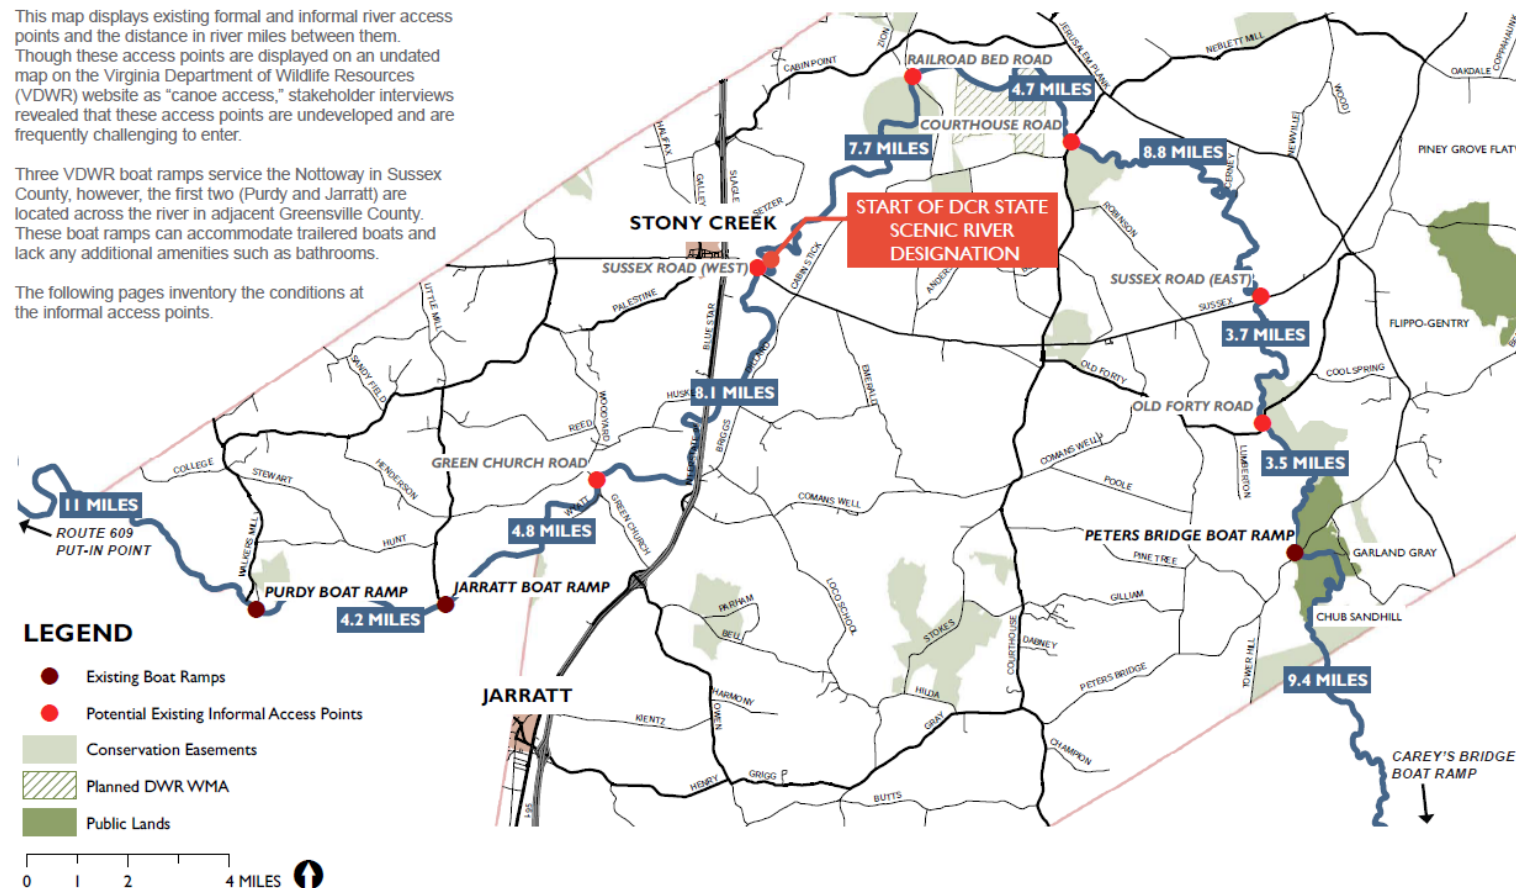 This map displays existing formal and informal river access
points and the distance in river miles between them.
Though these access points are displayed on an undated
map on the Virginia Department of Wildlife Resources
(VDWR) website as “canoe access,” stakeholder interviews
revealed that these access points are undeveloped and are
frequently challenging to enter.
Three VDWR boat ramps service the Nottoway in Sussex
County, however, the first two (Purdy and Jarratt) are
located across the river in adjacent Greensville County.
These boat ramps can accommodate trailered boats and
lack any additional amenities such as bathrooms.
The following pages inventory the conditions at
the informal access points.
ZION
JERUSALEM PLANK
NEBLETT MILL
COPPAHAUNK
CABIN POINT
RAILROAD BED ROAD
OAKDALE
4.7 MILES
WOOD
HALIFAX
COURTHOUSE ROAD
NEWVILLE
7.7 MILES
8.8 MILES
PINEY GROVE FLAT
CERNEY
GALLEY
SLAGLE
SETZER
START OF DCR STATE
SCENIC RIVER
DESIGNATION
ROBINSON
STONY CREEK
CABIN STICK
SUSSEX ROAD (WEST)
SUSSEX ROAD (EAST)
PALESTINE
LITTLE MILL
SUSSEX
BLUE STAR
3.7 MILES
FLIPPO-GENTRY
SANDY FIELD
EMERALD
OLD FORTY
COOL SPRING
8.1 MILES
WOODYARD
OLD FORTY ROAD
REED
BRIGGS
COLLEGE
STEWART
HENDERSON
GREEN CHURCH ROAD
COMANS WELL
LUMBERTON
3.5 MILES
POOLE
11 MILES
COMANS WELL
WYATT
GREEN CHURCH
4.8 MILES
ROUTE 609
PUT-IN POINT
WALKERS MILL
HUNT
PETERS BRIDGE BOAT RAMP
PINE TREE
GARLAND GRAY
PURDY BOAT RAMP
JARRATT BOAT RAMP
4.2 MILES
PARHAM
BELL
LOCO SCHOOL
GILLIAM
CHUB SANDHILL
STOKES
COURTHOUSE
DABNEY
TOWER HILL
PETERS BRIDGE
9.4 MILES
LEGEND
Existing Boat Ramps
Potential Existing Informal Access Points
Conservation Easements
Planned DWR WMA
Public Lands
0 1 2 4 MILES
JARRATT
HARMONY
OWEN
KIENTZ
HILDA
GRAY
CHAMPION
HENRY
GRIGG
BUTTS
I95
CAREY'S BRIDGE
BOAT RAMP